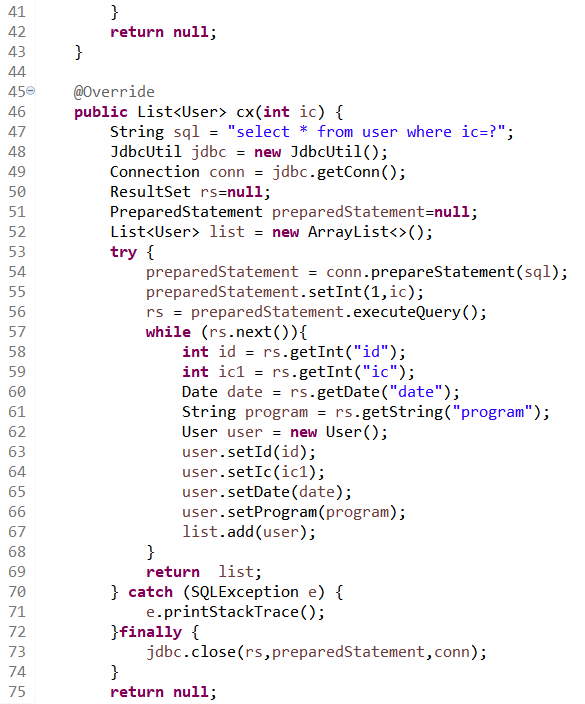 41 }
42 return null;
43 }
44
45 @Override
46 public List<User> cx(int ic) {
47 String sql = "select * from user where ic=?";
48 JdbcUtil jdbc = new JdbcUtil();
49 Connection conn = jdbc.getConn();
50 ResultSet rs=null;
51 PreparedStatement preparedStatement=null;
52 List<User> list = new ArrayList<>();
53 try {
54 preparedStatement = conn.prepareStatement(sql);
55 preparedStatement.setInt(1,ic);
56 rs = preparedStatement.executeQuery();
57 while (rs.next()){
58 int id = rs.getInt("id");
59 int ic1 = rs.getInt("ic");
60 Date date = rs.getDate("date");
61 String program = rs.getString("program");
62 User user = new User();
63 user.setId(id);
64 user.setIc(ic1);
65 user.setDate(date);
66 user.setProgram(program);
67 list.add(user);
68 }
69 return  list;
70 } catch (SQLException e) {
71 e.printStackTrace();
72 }finally {
73 jdbc.close(rs,preparedStatement,conn);
74 }
75 return null;